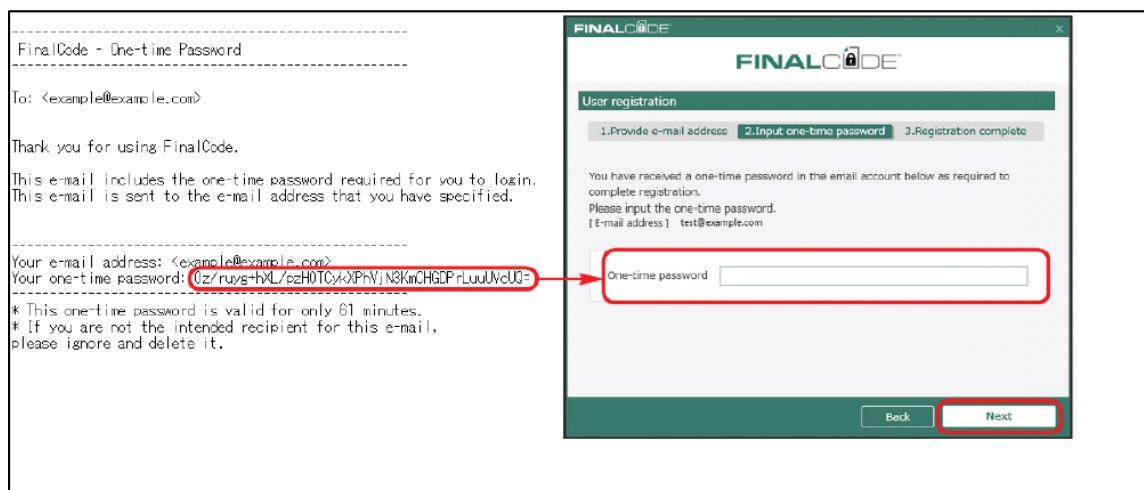 FinalCode - One-time Password
To: <example@example.com>
Thank you for using FinalCode.
This e-mail includes the one-time password required for you to login.
This e-mail is sent to the e-mail address that you have specified.
Your e-mail address: <example@example.com>
Your one-time password:
* This one-time password is valid for only 61 minutes.
* If you are not the intended recipient for this e-mail,
please ignore and delete it.
FINALCODE
FINALCODE
User registration
1.Provide e-mail address 2.Input one-time password 3.Registration complete
You have received a one-time password in the email account below as required to
complete registration.
Please input the one-time password.
[ E-mail address ] test@example.com
One-time password
Back Next